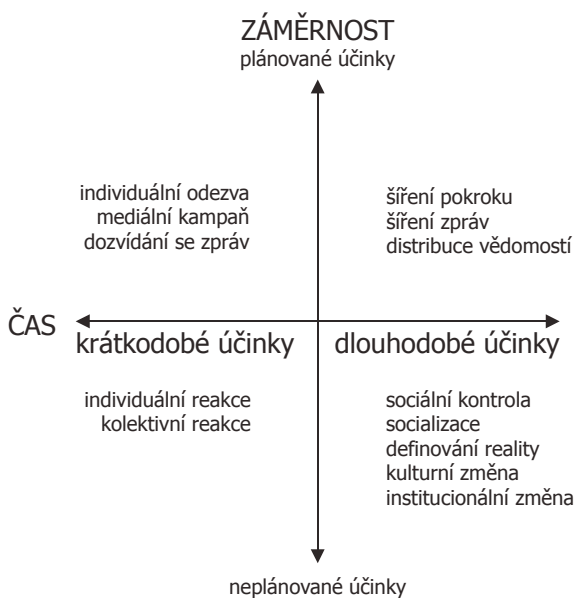 ZÁMĚRNOST
plánované účinky
individuální odezva
mediální kampaň
dozvídání se zpráv
šíření pokroku
šíření zpráv
distribuce vědomostí
ČAS
krátkodobé účinky
dlouhodobé účinky
individuální reakce
kolektivní reakce
sociální kontrola
socializace
definování reality
kulturní změna
institucionální změna
neplánované účinky